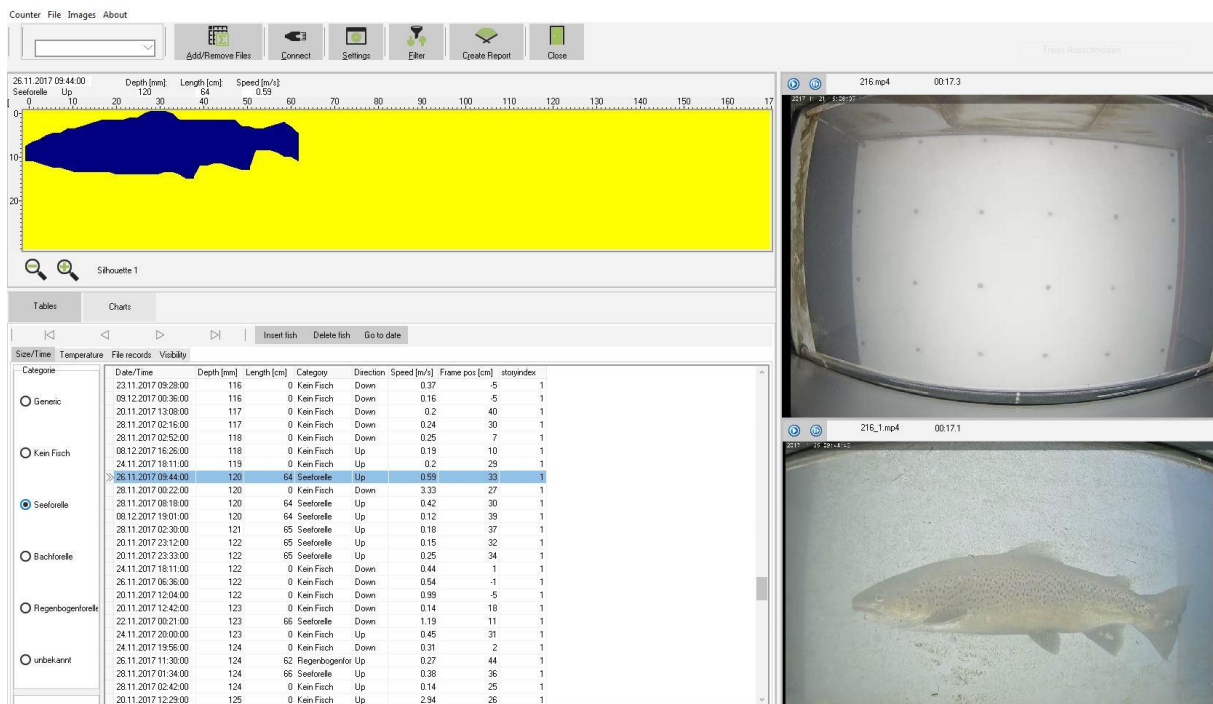 Counter File Images About
Add/Remove Files Connect Settings Filter Create Report Close
26.11.2017 09:44:00 Depth [mm]: Length [cm]: Speed [m/s]:
Seeforelle Up 120 64 0.59
0 10 20 30 40 50 60 70 80 90 100 110 120 130 140 150 160 17
0
10
20
Silhouette 1
Tables Charts
Insert fish Delete fish Go to date
Size/Time Temperature File records Visibility
Categorie
Generic
Kein Fisch
Seeforelle
Bachforelle
Regenbogenforelle
unbekannt
Date/Time Depth [mm] Length [cm] Category Direction Speed [m/s] Frame pos [cm] storyindex
23.11.2017 09:28:00 116 0 Kein Fisch Down 0.37 -5 1
09.12.2017 00:36:00 116 0 Kein Fisch Down 0.16 -5 1
20.11.2017 13:08:00 117 0 Kein Fisch Down 0.2 40 1
28.11.2017 02:16:00 117 0 Kein Fisch Down 0.24 30 1
28.11.2017 02:52:00 118 0 Kein Fisch Down 0.25 7 1
08.12.2017 16:26:00 118 0 Kein Fisch Up 0.19 10 1
24.11.2017 18:11:00 119 0 Kein Fisch Up 0.2 29 1
26.11.2017 09:44:00 120 64 Seeforelle Up 0.59 33 1
28.11.2017 00:22:00 120 0 Kein Fisch Down 3.33 27 1
28.11.2017 08:18:00 120 64 Seeforelle Up 0.42 30 1
08.12.2017 19:01:00 120 64 Seeforelle Up 0.12 39 1
28.11.2017 02:30:00 121 65 Seeforelle Up 0.18 37 1
20.11.2017 23:12:00 122 65 Seeforelle Up 0.15 32 1
20.11.2017 23:33:00 122 65 Seeforelle Up 0.25 34 1
24.11.2017 18:11:00 122 0 Kein Fisch Down 0.44 1 1
26.11.2017 06:36:00 122 0 Kein Fisch Down 0.54 -1 1
20.11.2017 12:04:00 122 0 Kein Fisch Down 0.99 -5 1
20.11.2017 12:42:00 123 0 Kein Fisch Down 0.14 18 1
22.11.2017 00:21:00 123 66 Seeforelle Down 1.19 11 1
24.11.2017 20:00:00 123 0 Kein Fisch Up 0.45 31 1
24.11.2017 19:56:00 124 0 Kein Fisch Down 0.31 2 1
26.11.2017 11:30:00 124 62 Regenbogenfor Up 0.27 44 1
28.11.2017 01:34:00 124 66 Seeforelle Up 0.38 36 1
28.11.2017 02:42:00 124 0 Kein Fisch Up 0.14 25 1
20.11.2017 12:29:00 125 0 Kein Fisch Up 2.94 26 1
Freies Ausschneiden
216.mp4 00:17.3
216_1.mp4 00:17.1